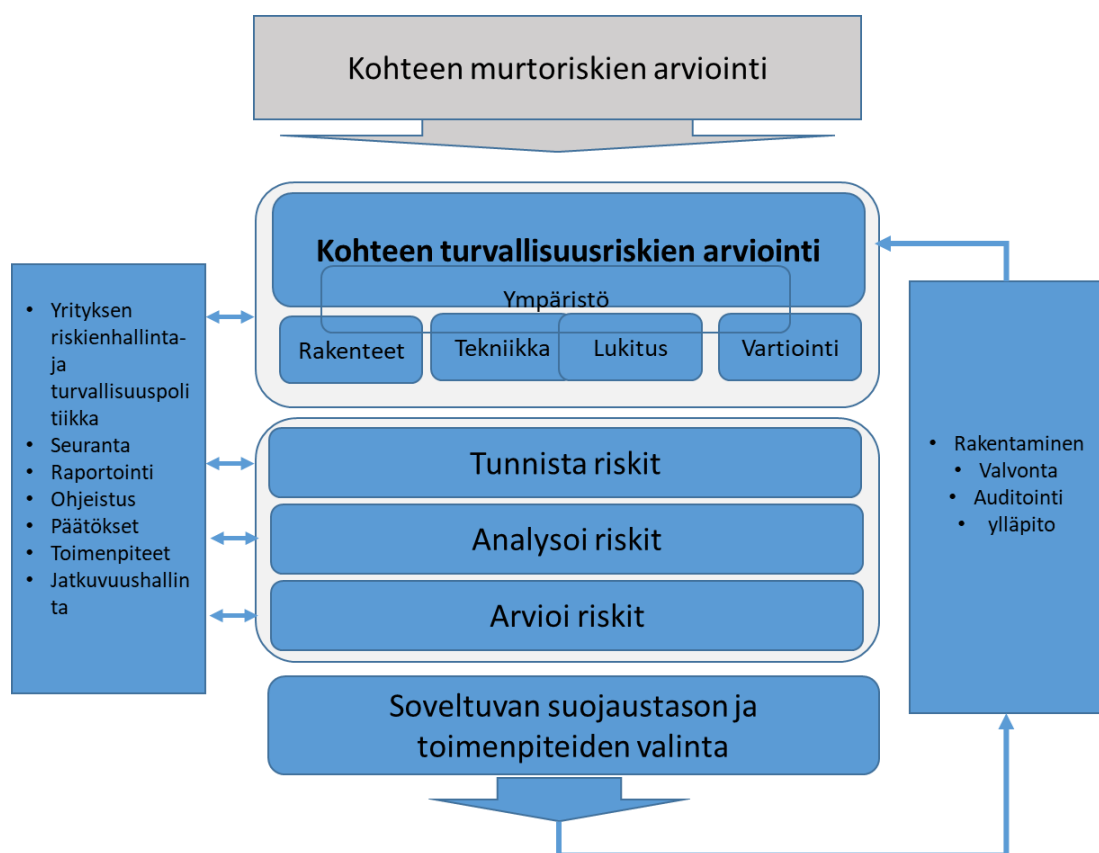 Kohteen murtoriskien arviointi
Kohteen turvallisuusriskien arviointi
Ympäristö
Rakenteet
Tekniikka
Lukitus
Vartiointi
• Yrityksen
riskienhallinta-
ja
turvallisuuspoli
tiikka
• Seuranta
• Raportointi
• Ohjeistus
• Päätökset
• Toimenpiteet
• Jatkuvuushallin
ta
Tunnista riskit
Analysoi riskit
Arvioi riskit
• Rakentaminen
• Valvonta
• Auditointi
• ylläpito
Soveltuvan suojaustason ja
toimenpiteiden valinta